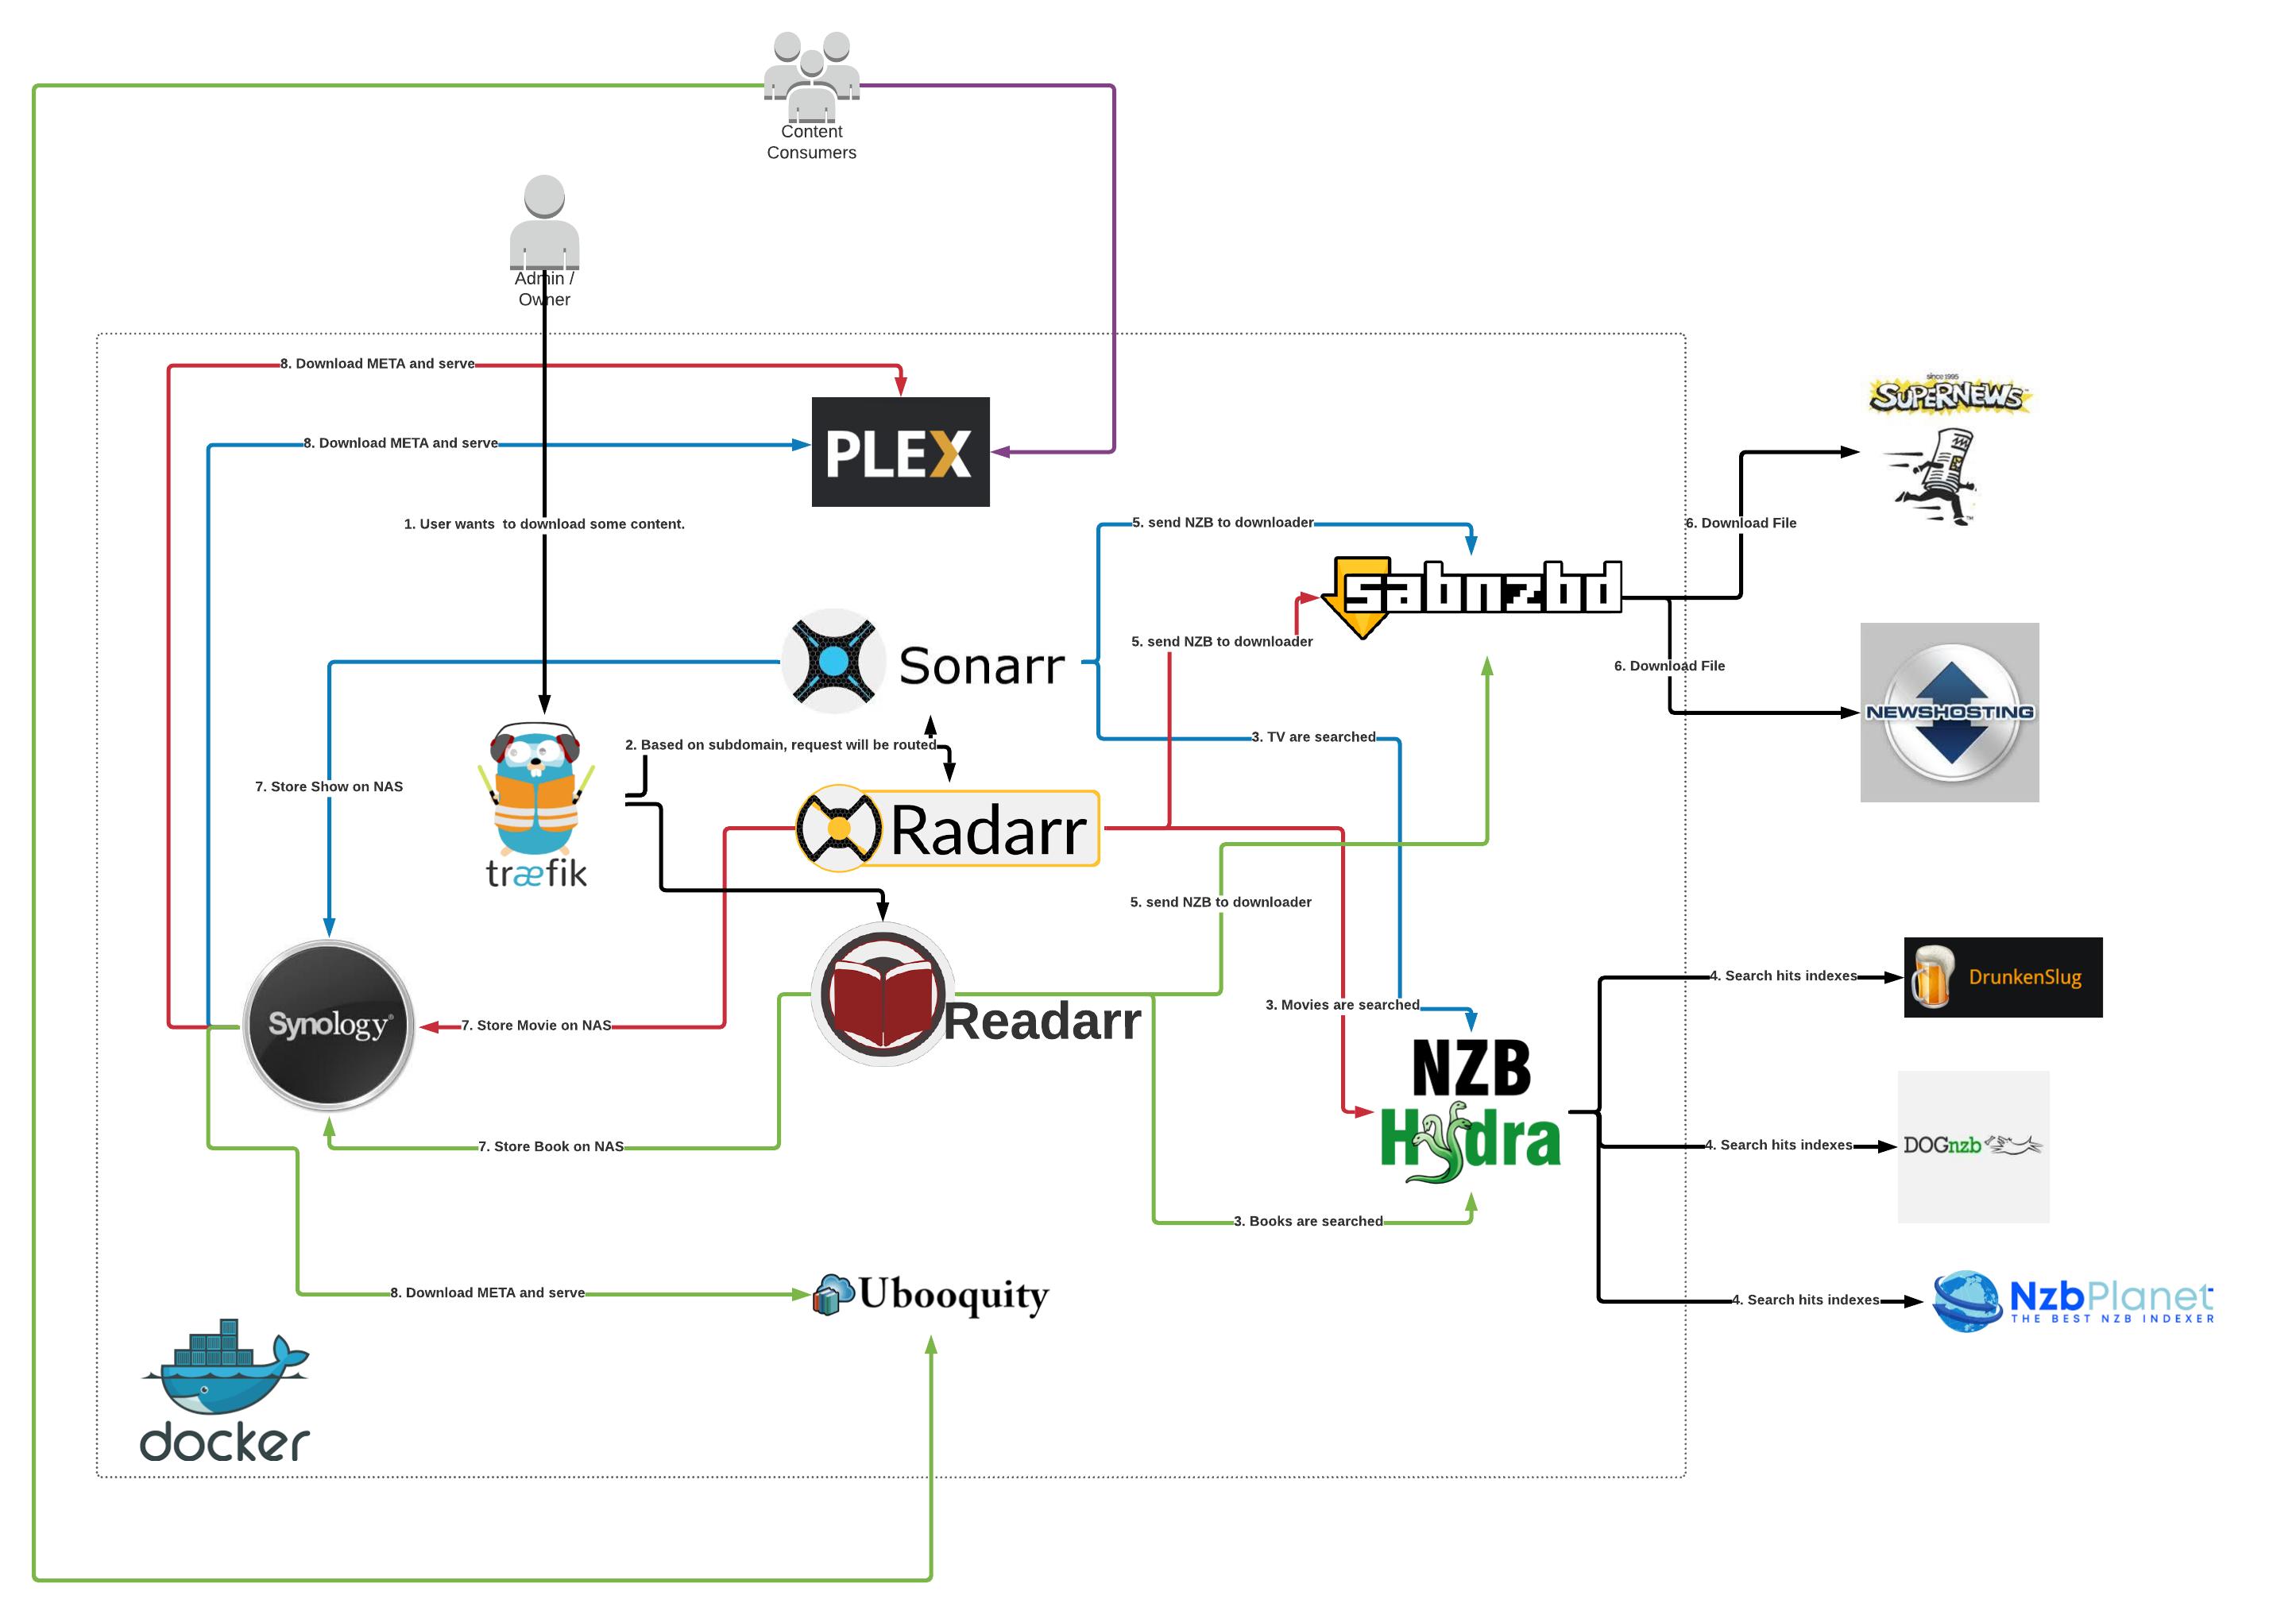 Content
Consumers
Admin /
Owner
8. Download META and serve
8. Download META and serve
PLEX
1. User wants  to download some content.
5. send NZB to downloader
since 1995
SUPERNEWS
TM
6. Download File
sabnzbd
5. send NZB to downloader
Sonarr
6. Download File
NEWSHOSTING
2. Based on subdomain, request will be routed
3. TV are searched
7. Store Show on NAS
Radarr
træfik
5. send NZB to downloader
Synology®
7. Store Movie on NAS
Readarr
3. Movies are searched
4. Search hits indexes
DrunkenSlug
NZB
Hydra
7. Store Book on NAS
4. Search hits indexes
DOGnzb
3. Books are searched
8. Download META and serve
Ubooquity
4. Search hits indexes
NzbPlanet
THE BEST NZB INDEXER
docker